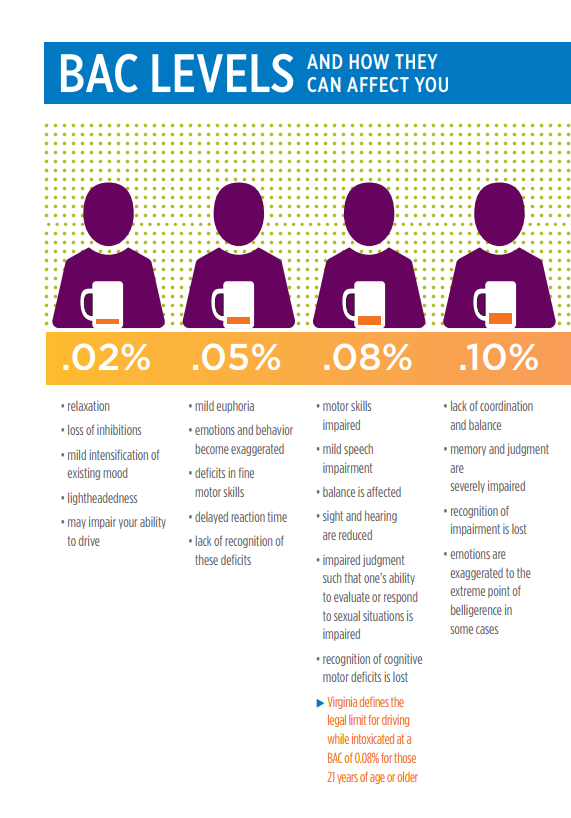 BAC LEVELS
AND HOW THEY
CAN AFFECT YOU
.02%
.05%
.08%
.10%
• relaxation
• loss of inhibitions
• mild intensification of
existing mood
• lightheadedness
• may impair your ability
to drive
• mild euphoria
• emotions and behavior
become exaggerated
• deficits in fine
motor skills
• delayed reaction time
• lack of recognition of
these deficits
• motor skills
impaired
• mild speech
impairment
• balance is affected
• sight and hearing
are reduced
• impaired judgment
such that one's ability
to evaluate or respond
to sexual situations is
impaired
• recognition of cognitive
motor deficits is lost
▶ Virginia defines the
legal limit for driving
while intoxicated at a
BAC of 0.08% for those
21 years of age or older
• lack of coordination
and balance
• memory and judgment
are
severely impaired
• recognition of
impairment is lost
• emotions are
exaggerated to the
extreme point of
belligerence in
some cases